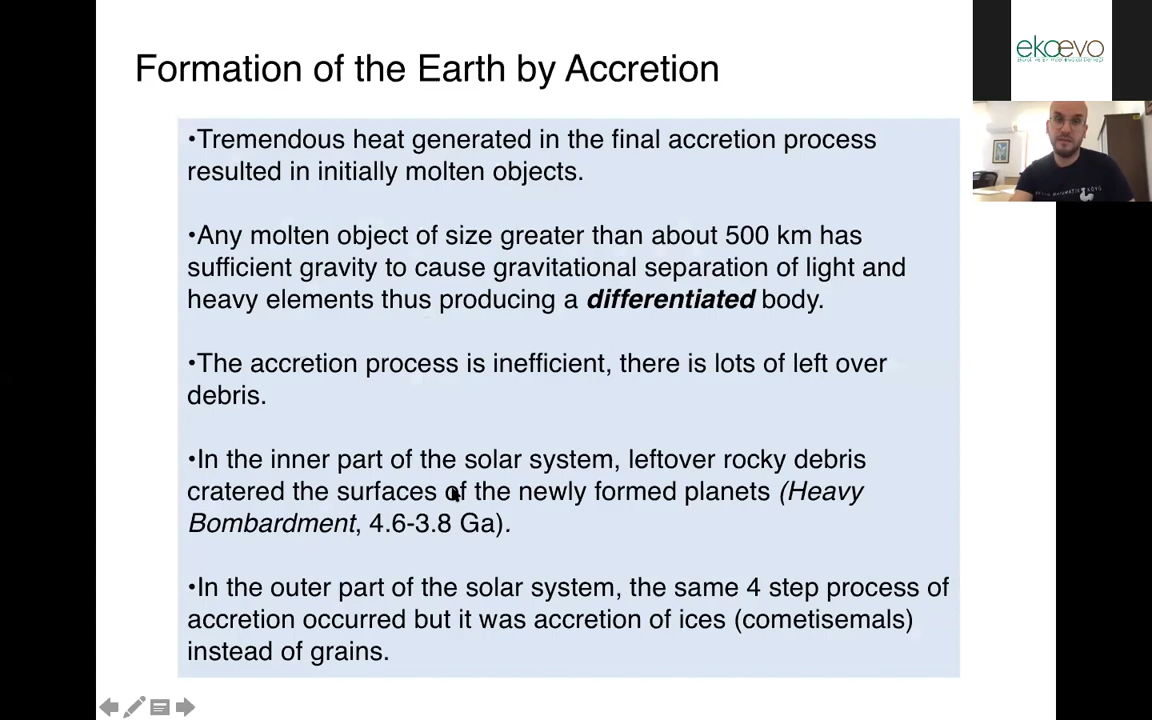 Formation of the Earth by Accretion
•Tremendous heat generated in the final accretion process
resulted in initially molten objects.
•Any molten object of size greater than about 500 km has
sufficient gravity to cause gravitational separation of light and
heavy elements thus producing a differentiated body.
•The accretion process is inefficient, there is lots of left over
debris.
•In the inner part of the solar system, leftover rocky debris
cratered the surfaces of the newly formed planets (Heavy
Bombardment, 4.6-3.8 Ga).
•In the outer part of the solar system, the same 4 step process of
accretion occurred but it was accretion of ices (cometisemals)
instead of grains.
ekoevo